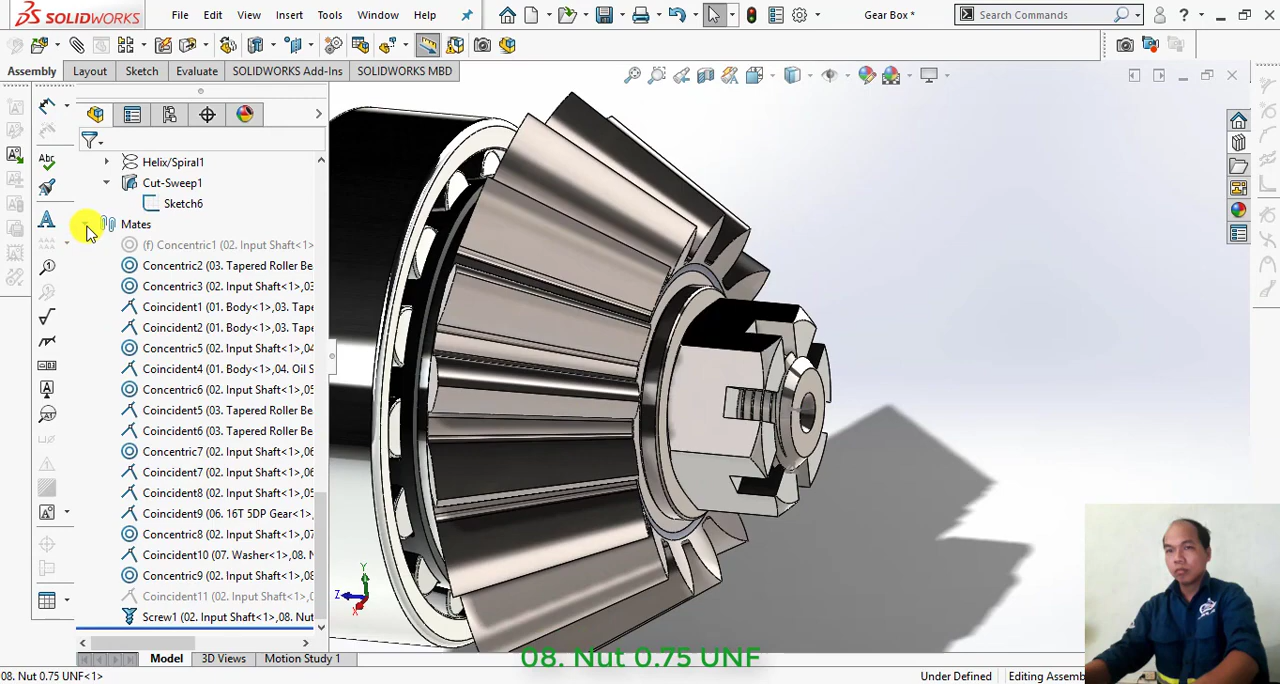 SOLIDWORKS
File
Edit
View
Insert
Tools
Window
Help
Gear Box *
Search Commands
?
Assembly
Layout
Sketch
Evaluate
SOLIDWORKS Add-Ins
SOLIDWORKS MBD
Helix/Spiral1
Cut-Sweep1
Sketch6
Mates
(f) Concentric1 (02. Input Shaft<1>
Concentric2 (03. Tapered Roller Be
Concentric3 (02. Input Shaft<1>,03
Coincident1 (01. Body<1>,03. Tape
Coincident2 (01. Body<1>,03. Tape
Concentric5 (02. Input Shaft<1>,04
Coincident4 (01. Body<1>,04. Oil S
Concentric6 (02. Input Shaft<1>,05
Coincident5 (03. Tapered Roller Be
Coincident6 (03. Tapered Roller Be
Concentric7 (02. Input Shaft<1>,06
Coincident7 (02. Input Shaft<1>,06
Coincident8 (02. Input Shaft<1>,05
Coincident9 (06. 16T 5DP Gear<1>,
Concentric8 (02. Input Shaft<1>,07
Coincident10 (07. Washer<1>,08. N
Concentric9 (02. Input Shaft<1>,08
Coincident11 (02. Input Shaft<1>,0
Screw1 (02. Input Shaft<1>,08. Nut
Y
Z
X
Model
3D Views
Motion Study 1
08. Nut 0.75 UNF
08. Nut 0.75 UNF<1>
Under Defined
Editing Assemb